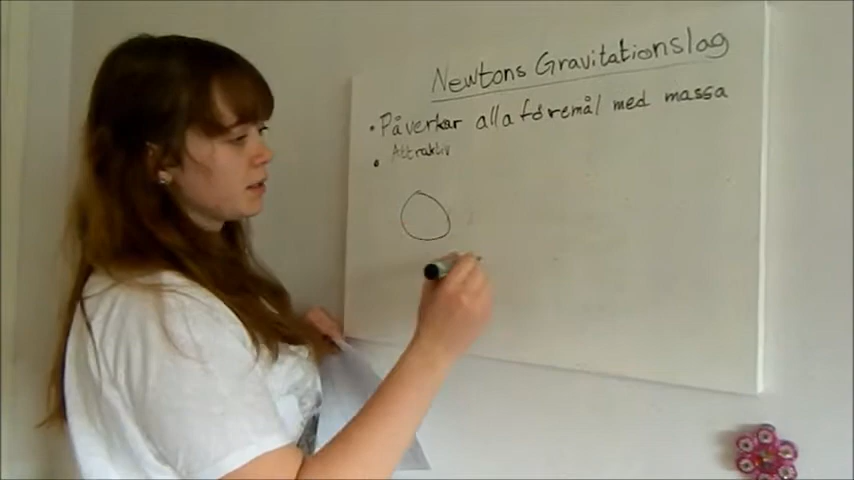 Newtons Gravitationslag
• Påverkar alla föremål med massa
• Attraktiv